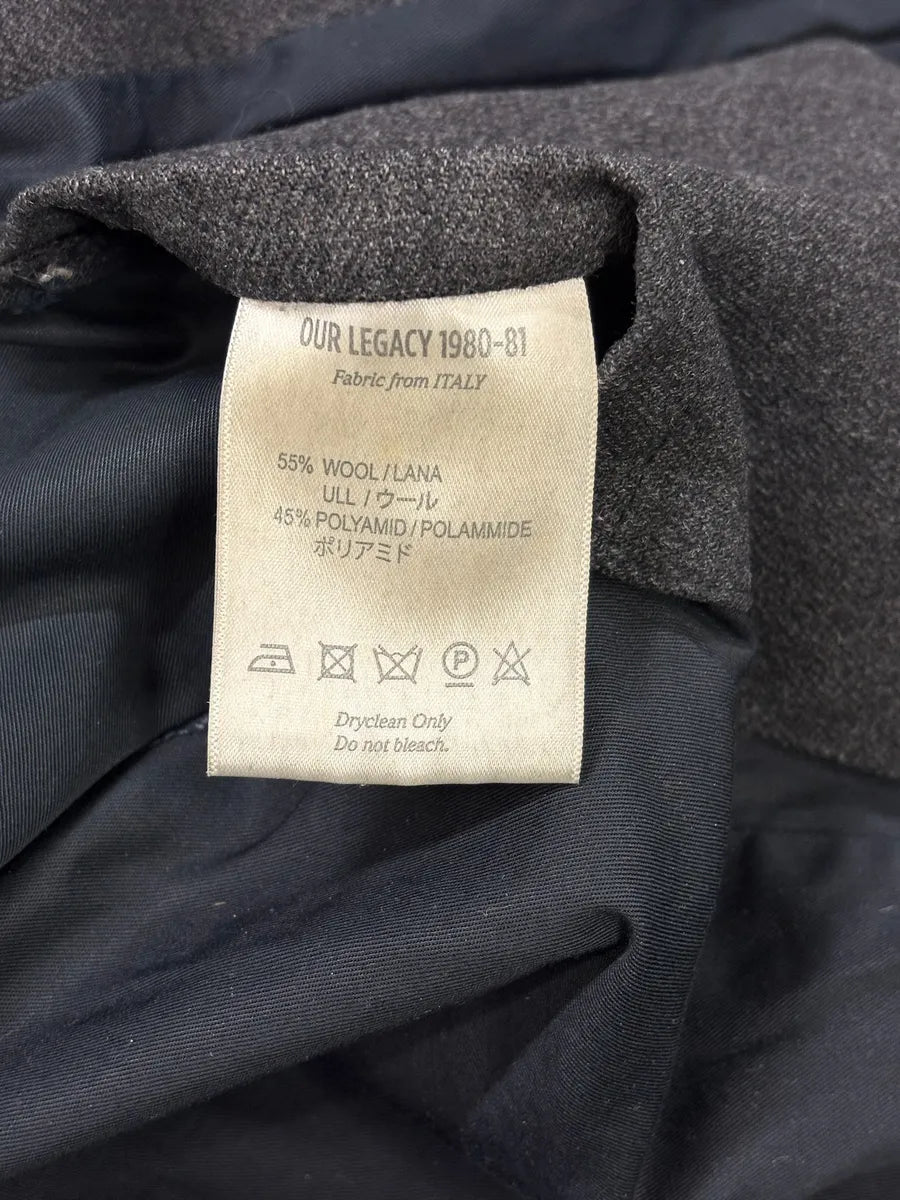 OUR LEGACY 1980-81
Fabric from ITALY
55% WOOL/LANA
ULL/ウール
45% POLYAMID/POLAMMIDE
ポリアミド
P
Dryclean Only
Do not bleach.